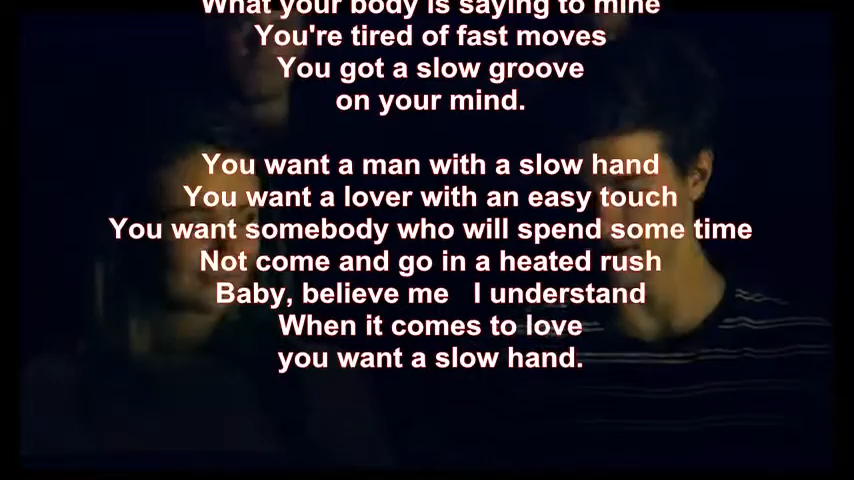 What your body is saying to mine
You're tired of fast moves
You got a slow groove
on your mind.
You want a man with a slow hand
You want a lover with an easy touch
You want somebody who will spend some time
Not come and go in a heated rush
Baby, believe me I understand
When it comes to love
you want a slow hand.